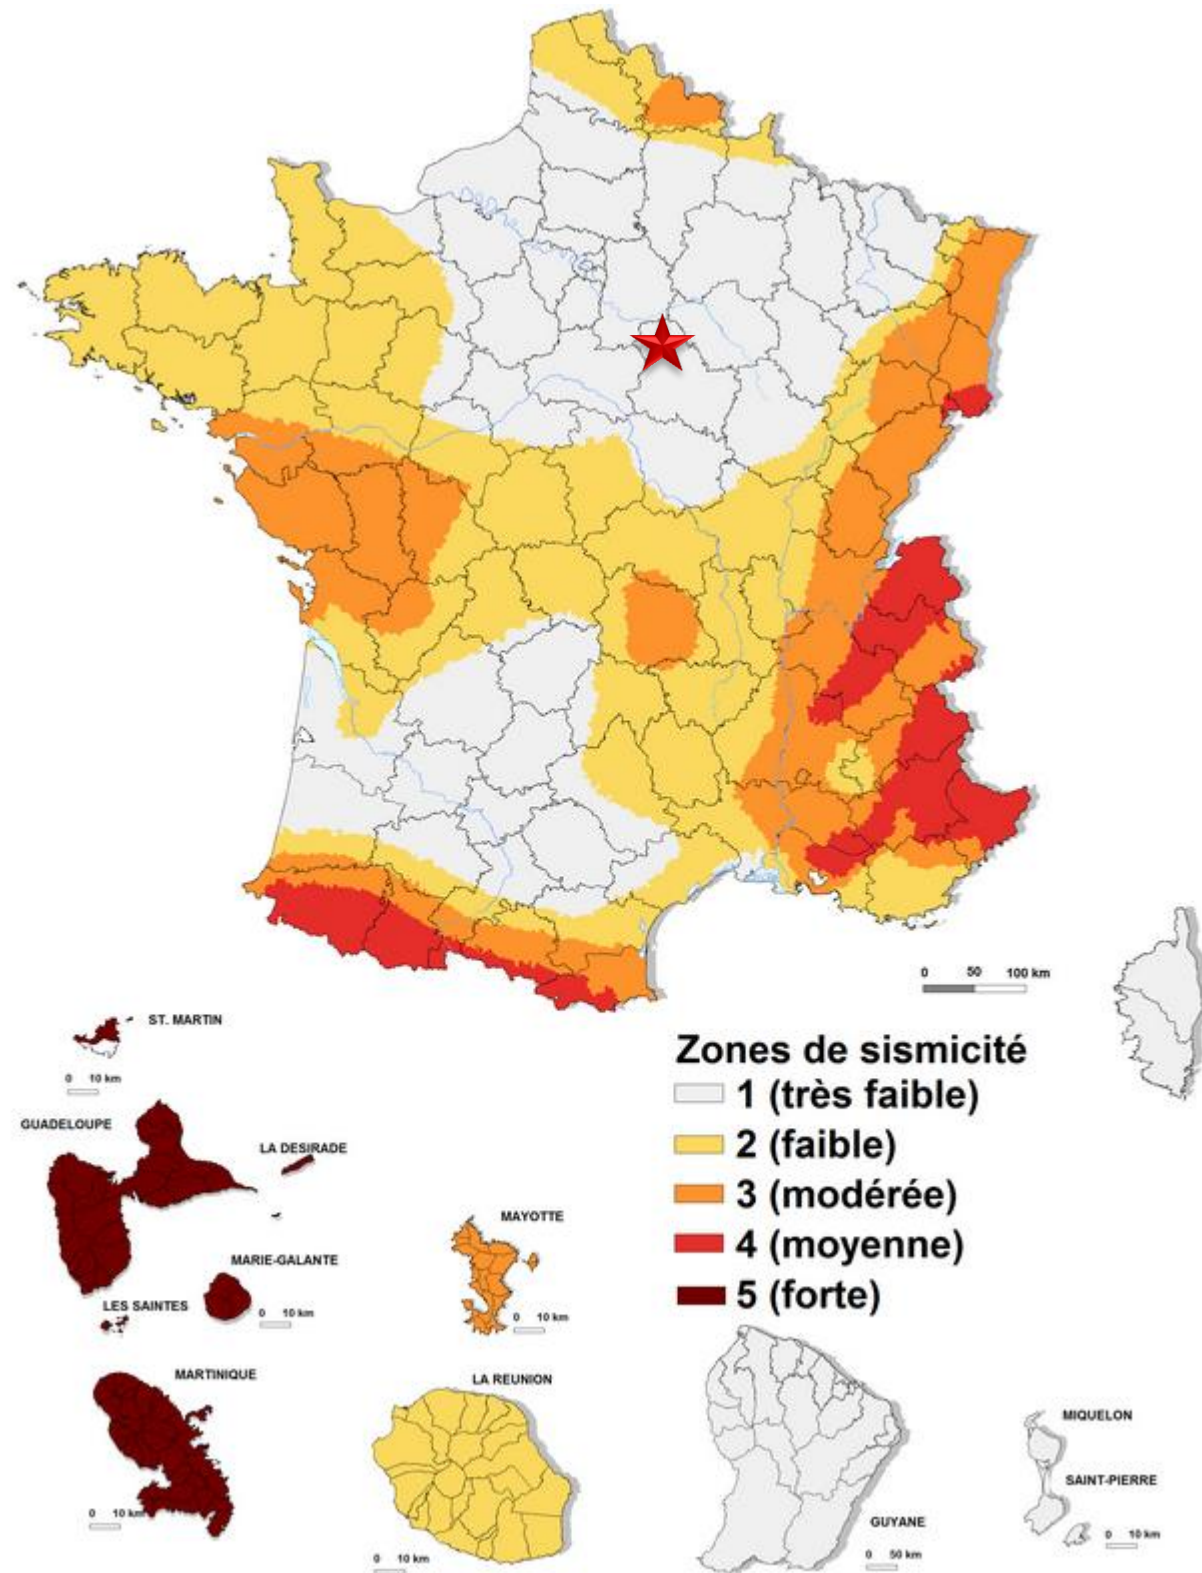 0 50 100 km
ST. MARTIN
0 10 km
Zones de sismicité
1 (très faible)
2 (faible)
3 (modérée)
4 (moyenne)
5 (forte)
GUADELOUPE
LA DESIRADE
MAYOTTE
MARIE-GALANTE
LES SAINTES
0 10 km
0 10 km
MARTINIQUE
LA REUNION
MIQUELON
SAINT-PIERRE
GUYANE
0 10 km
0 10 km
0 10 km
0 50 km